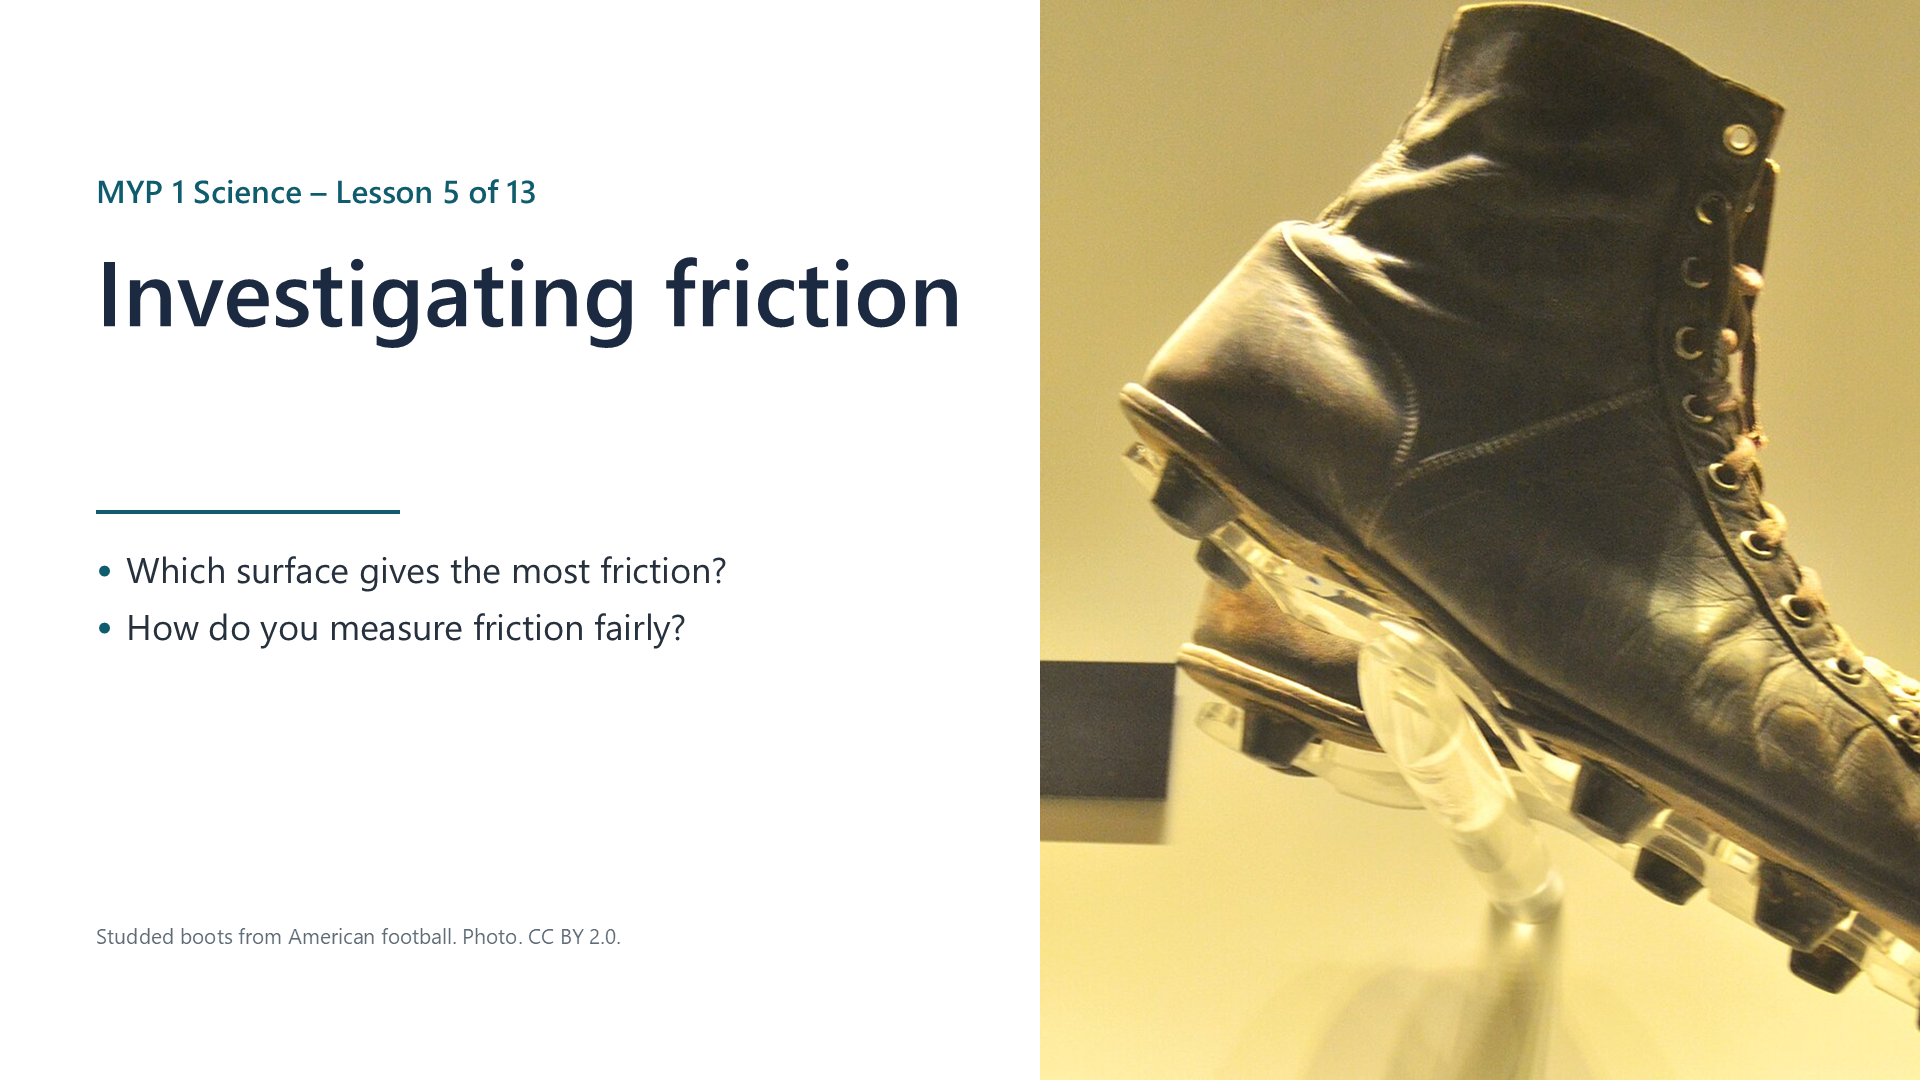 MYP 1 Science – Lesson 5 of 13
Investigating friction
• Which surface gives the most friction?
• How do you measure friction fairly?
Studded boots from American football. Photo. CC BY 2.0.